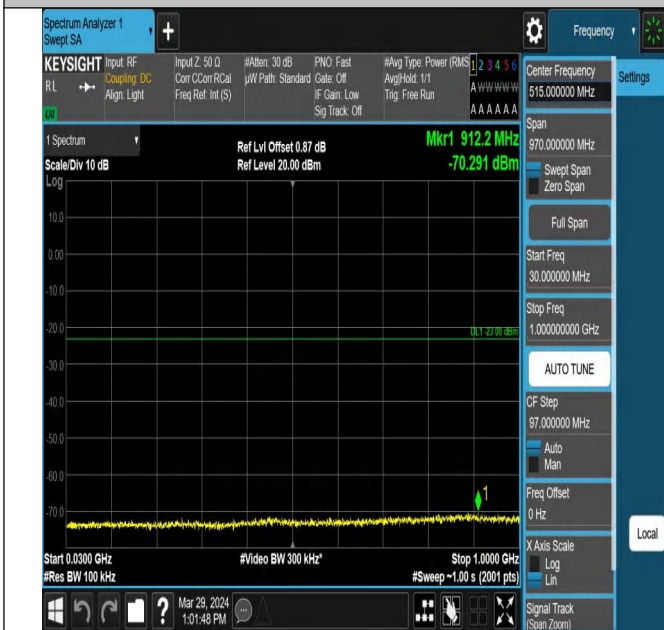 Spectrum Analyzer 1
Swept SA
+
Frequency
KEYSIGHT
RL
Input: RF
Coupling: DC
Align: Light
Input Z: 50 Ω
Corr CCorr RCal
Freq Ref: Int (S)
#Atten: 30 dB
µW Path: Standard
PNO: Fast
Gate: Off
IF Gain: Low
Sig Track: Off
#Avg Type: Power (RMS
Avg|Hold: 1/1
Trig: Free Run
1 2 3 4 5 6
A W W W W W
A A A A A A
LXI
1 Spectrum
Scale/Div 10 dB
Ref Lvl Offset 0.87 dB
Ref Level 20.00 dBm
Mkr1 912.2 MHz
-70.291 dBm
Log
10.0
0.00
-10.0
-20.0
DL1 -23.00 dBm
-30.0
-40.0
-50.0
-60.0
1
-70.0
Start 0.0300 GHz
#Res BW 100 kHz
#Video BW 300 kHz*
Stop 1.0000 GHz
#Sweep ~1.00 s (2001 pts)
?
Mar 29, 2024
1:01:48 PM
Center Frequency
515.000000 MHz
Settings
Span
970.000000 MHz
Swept Span
Zero Span
Full Span
Start Freq
30.000000 MHz
Stop Freq
1.000000000 GHz
AUTO TUNE
CF Step
97.000000 MHz
Auto
Man
Freq Offset
0 Hz
Local
X Axis Scale
Log
Lin
Signal Track
(Span Zoom)